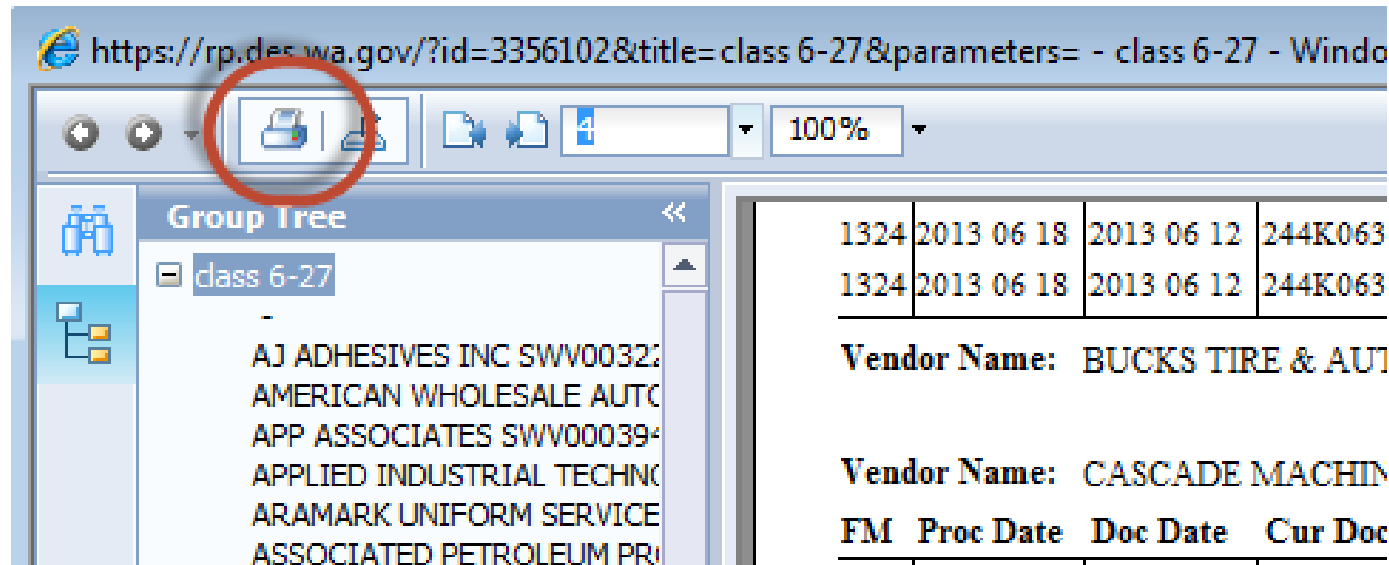 https://rp.des.wa.gov/?id=3356102&title=class 6-27&parameters= - class 6-27 - Windo
4
100%
Group Tree
class 6-27
-
AJ ADHESIVES INC SWV00322
AMERICAN WHOLESALE AUTO
APP ASSOCIATES SWV000394
APPLIED INDUSTRIAL TECHNO
ARAMARK UNIFORM SERVICE
ASSOCIATED PETROLEUM PR
1324 2013 06 18 2013 06 12 244K063
1324 2013 06 18 2013 06 12 244K063
Vendor Name: BUCKS TIRE & AUT
Vendor Name: CASCADE MACHIN
FM Proc Date Doc Date Cur Doc